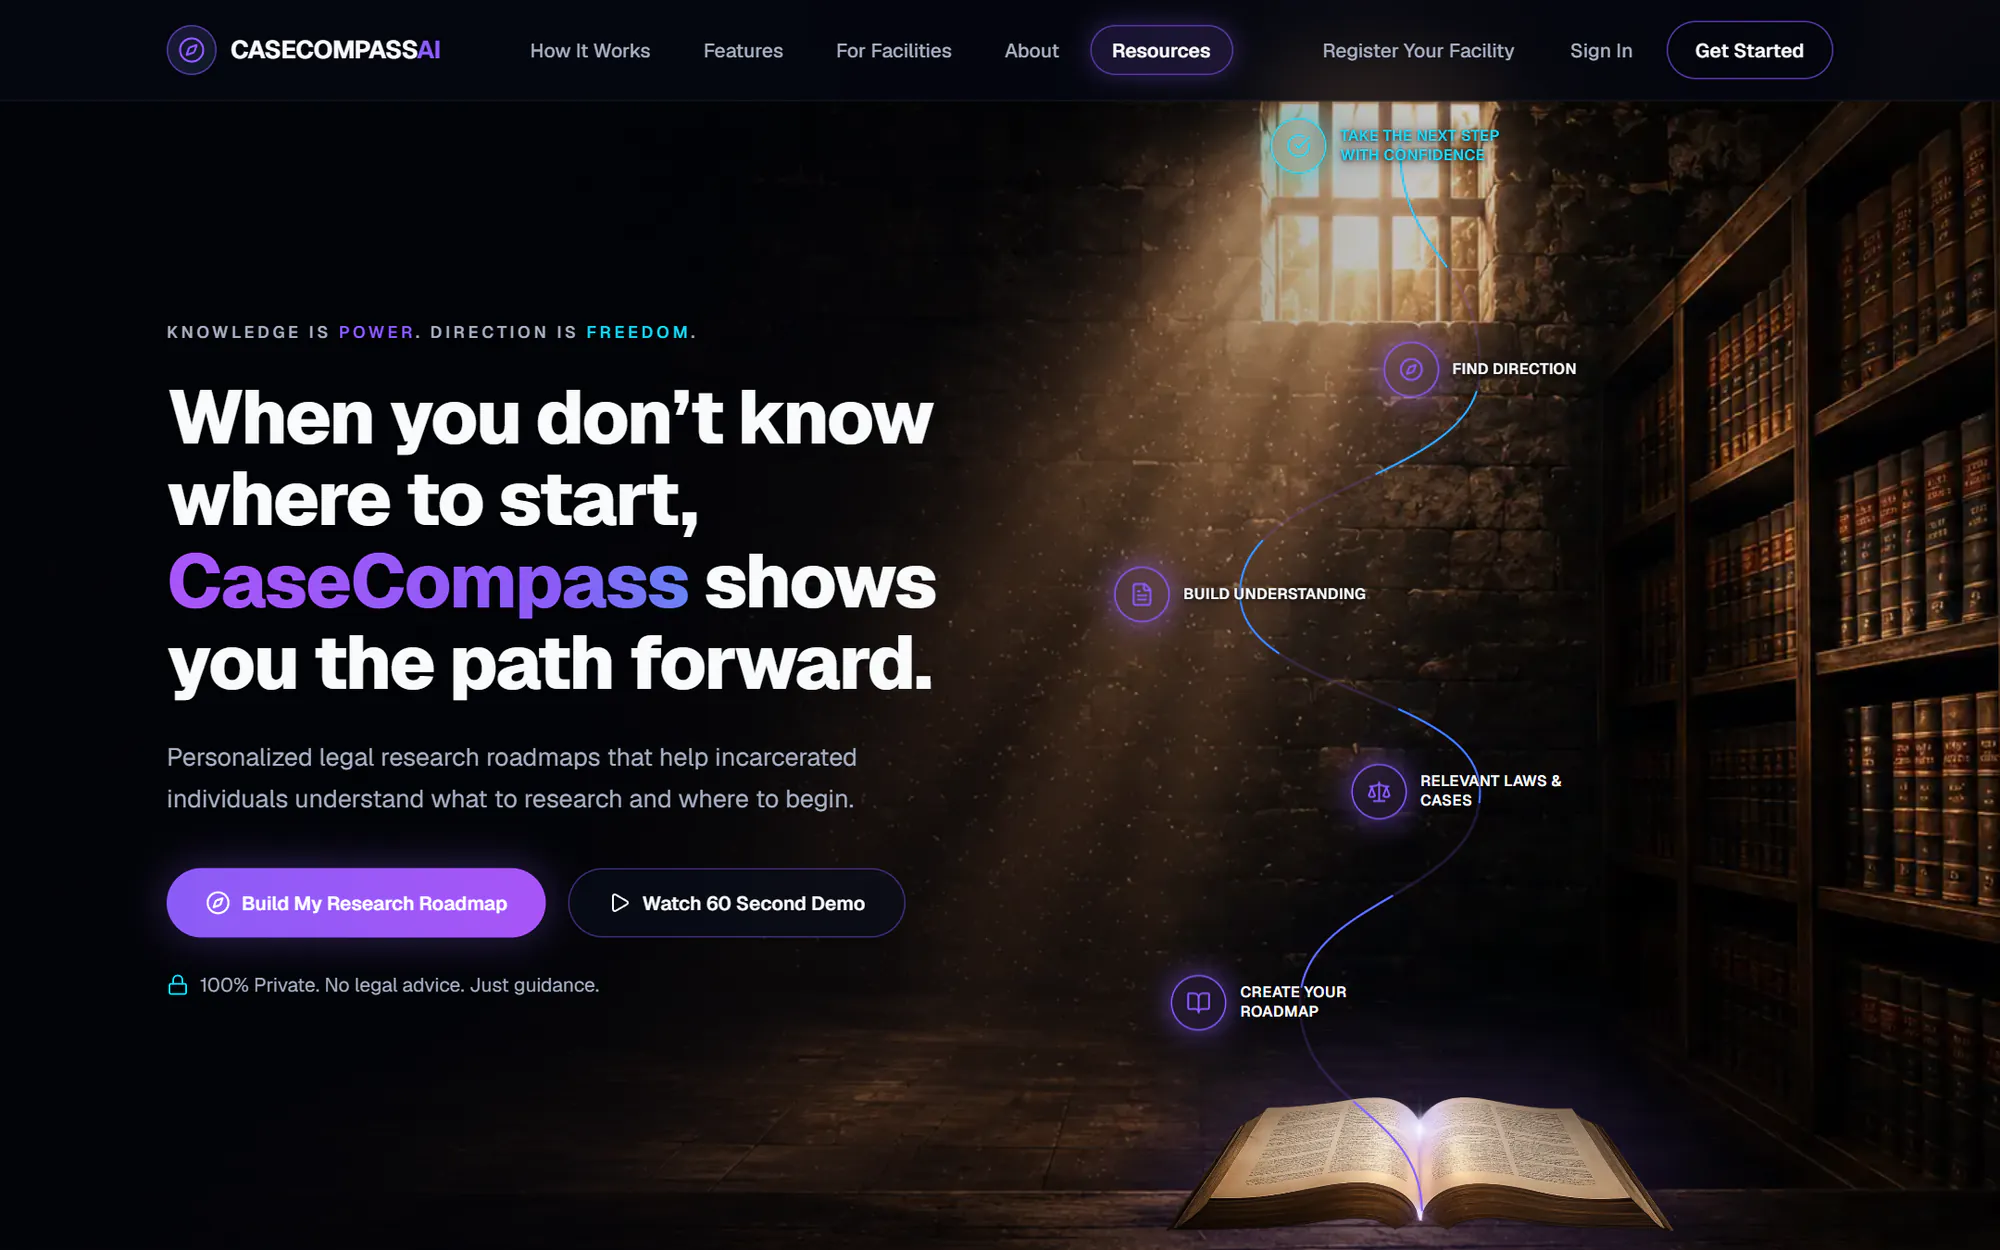 CASECOMPASSAI
How It Works
Features
For Facilities
About
Resources
Register Your Facility
Sign In
Get Started
TAKE THE NEXT STEP
WITH CONFIDENCE
KNOWLEDGE IS POWER. DIRECTION IS FREEDOM.
When you don’t know
where to start,
CaseCompass shows
you the path forward.
Personalized legal research roadmaps that help incarcerated
individuals understand what to research and where to begin.
Build My Research Roadmap
Watch 60 Second Demo
100% Private. No legal advice. Just guidance.
FIND DIRECTION
BUILD UNDERSTANDING
RELEVANT LAWS &
CASES
CREATE YOUR
ROADMAP